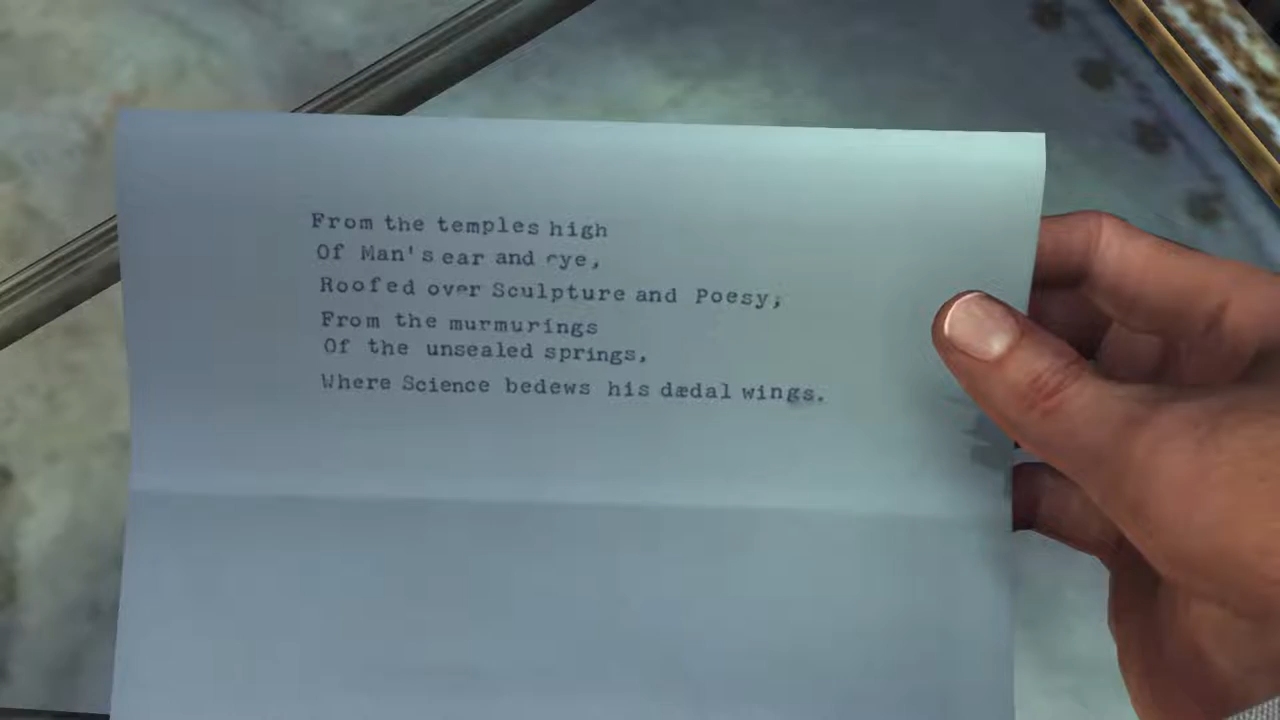 From the temples high
Of Man's ear and eye,
Roofed over Sculpture and Poesy;
From the murmurings
Of the unsealed springs,
Where Science bedews his dædal wings.